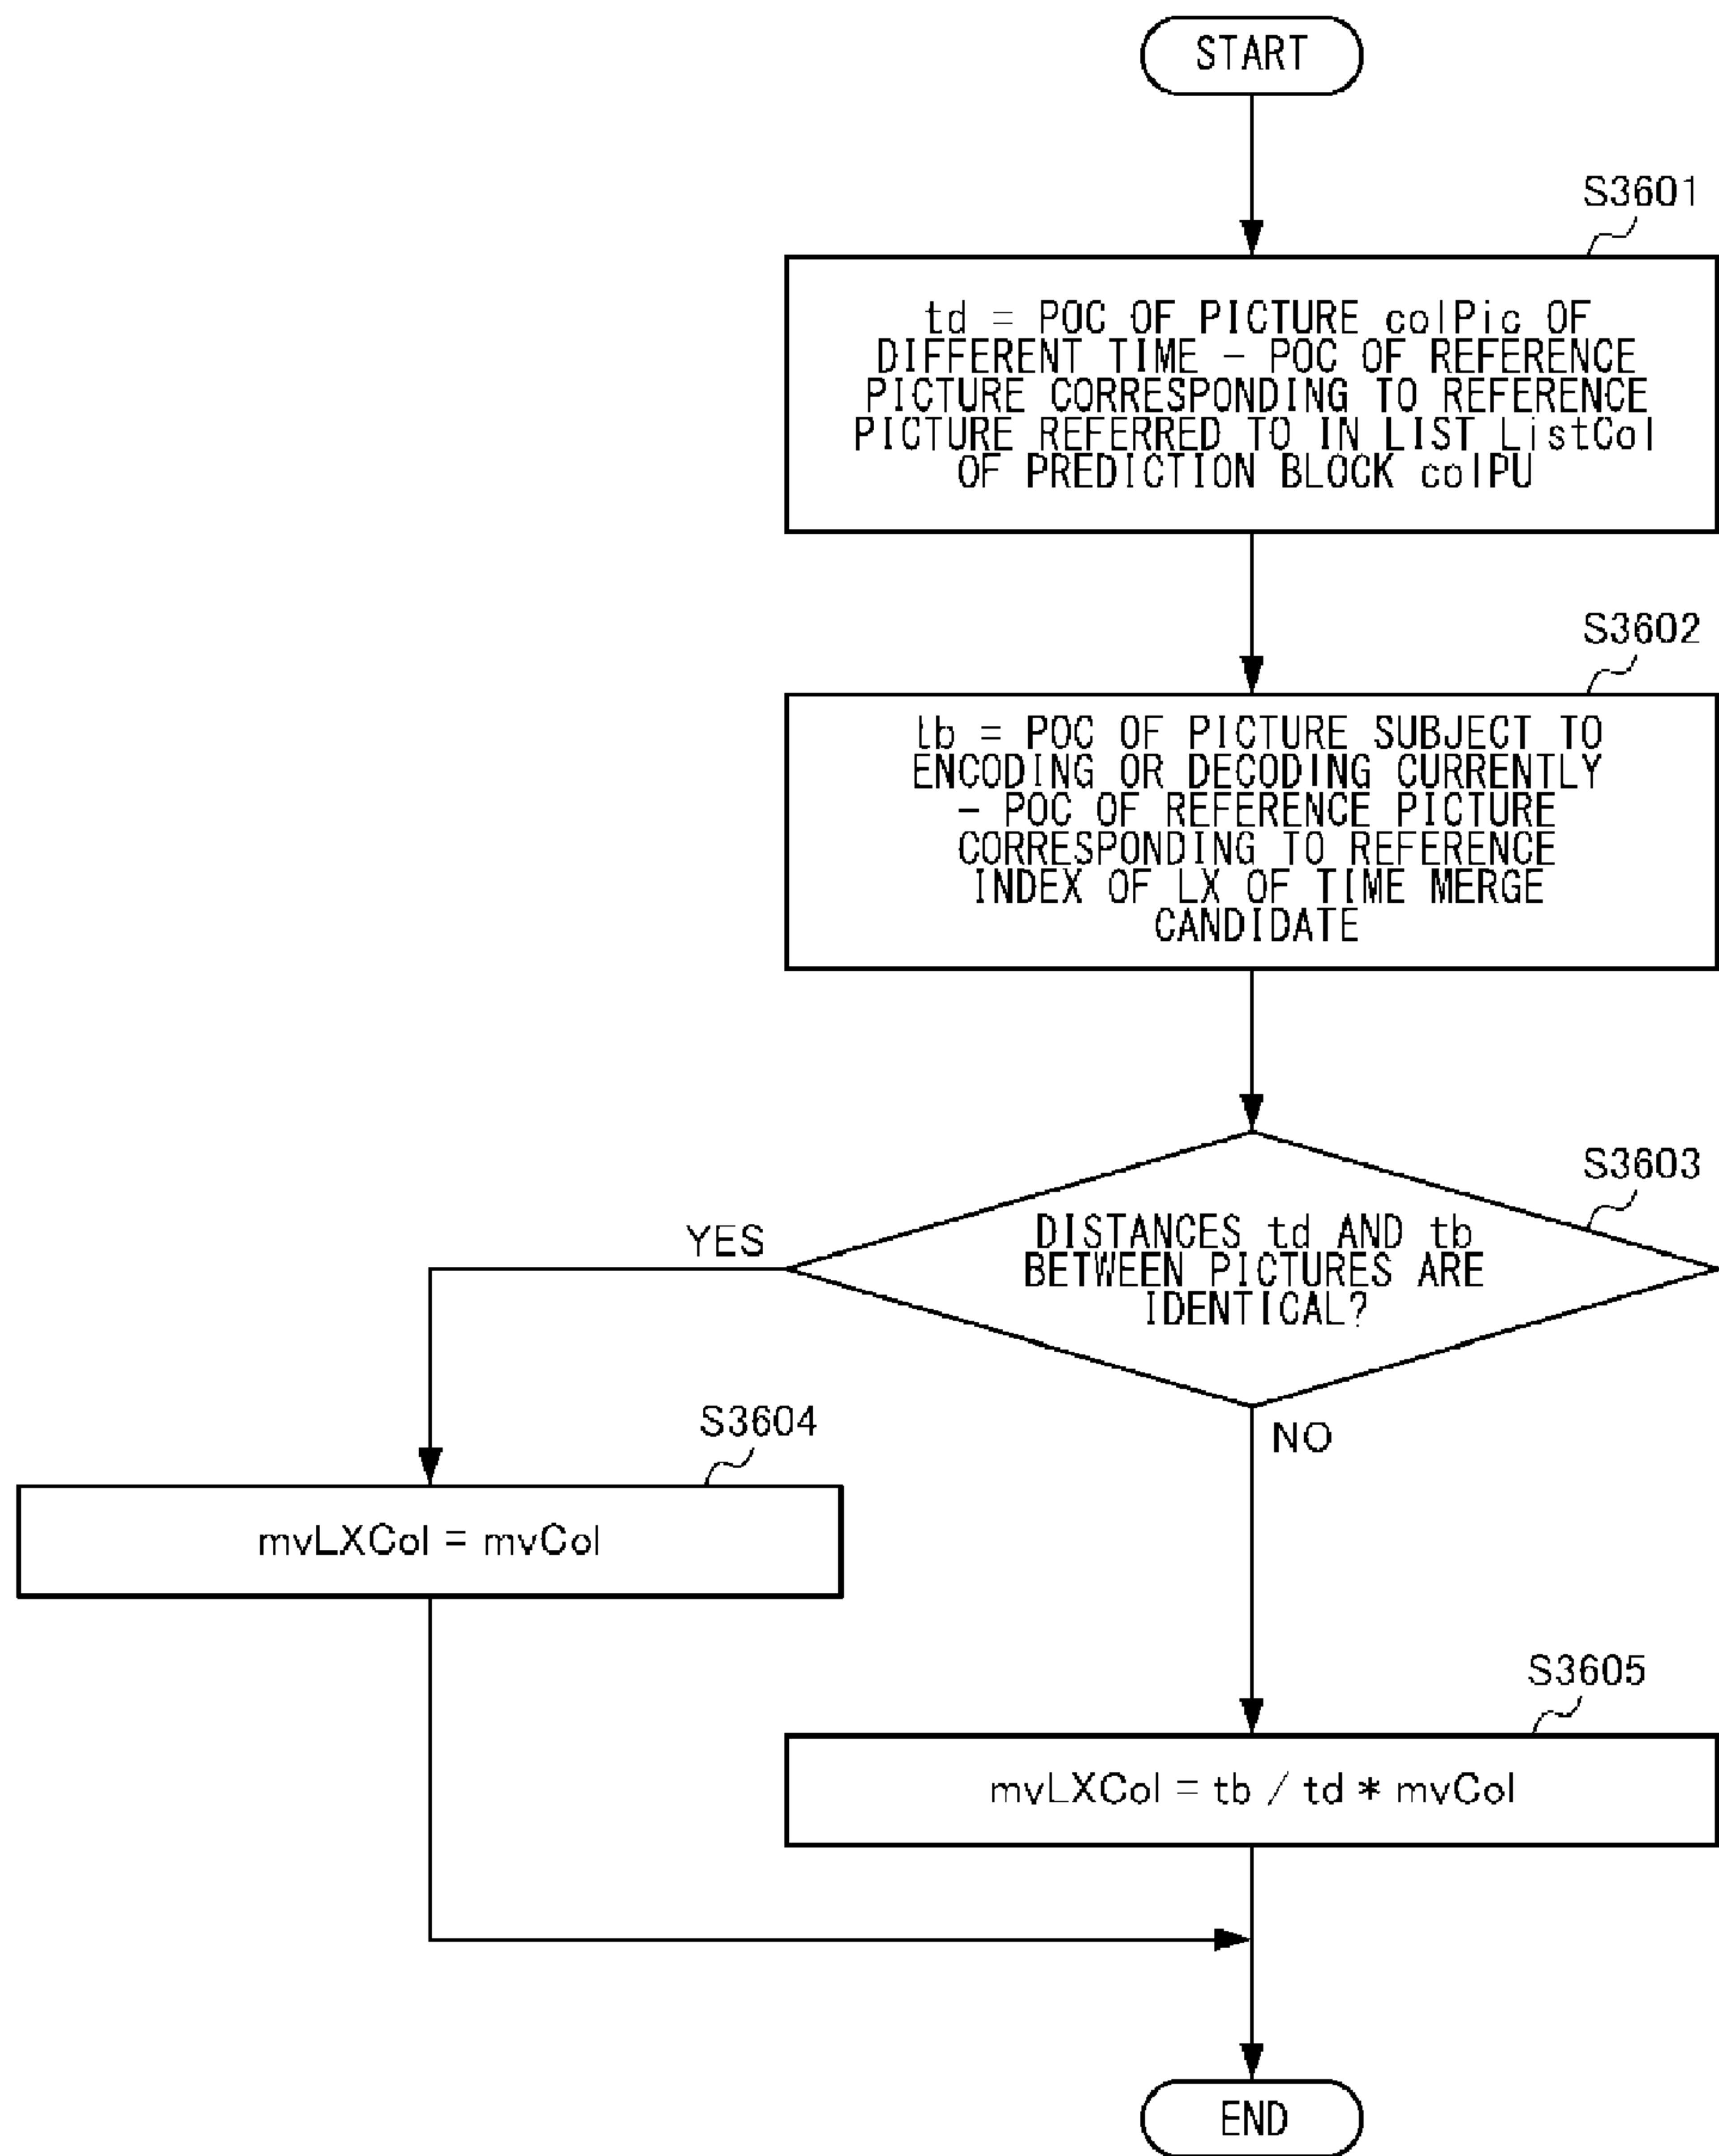 START
S3601
td = POC OF PICTURE colPic OF
DIFFERENT TIME - POC OF REFERENCE
PICTURE CORRESPONDING TO REFERENCE
PICTURE REFERRED TO IN LIST ListCol
OF PREDICTION BLOCK colPU
S3602
tb = POC OF PICTURE SUBJECT TO
ENCODING OR DECODING CURRENTLY
- POC OF REFERENCE PICTURE
CORRESPONDING TO REFERENCE
INDEX OF LX OF TIME MERGE
CANDIDATE
S3603
DISTANCES td AND tb
BETWEEN PICTURES ARE
IDENTICAL?
YES
NO
S3604
mvLXCol = mvCol
S3605
mvLXCol = tb / td * mvCol
END